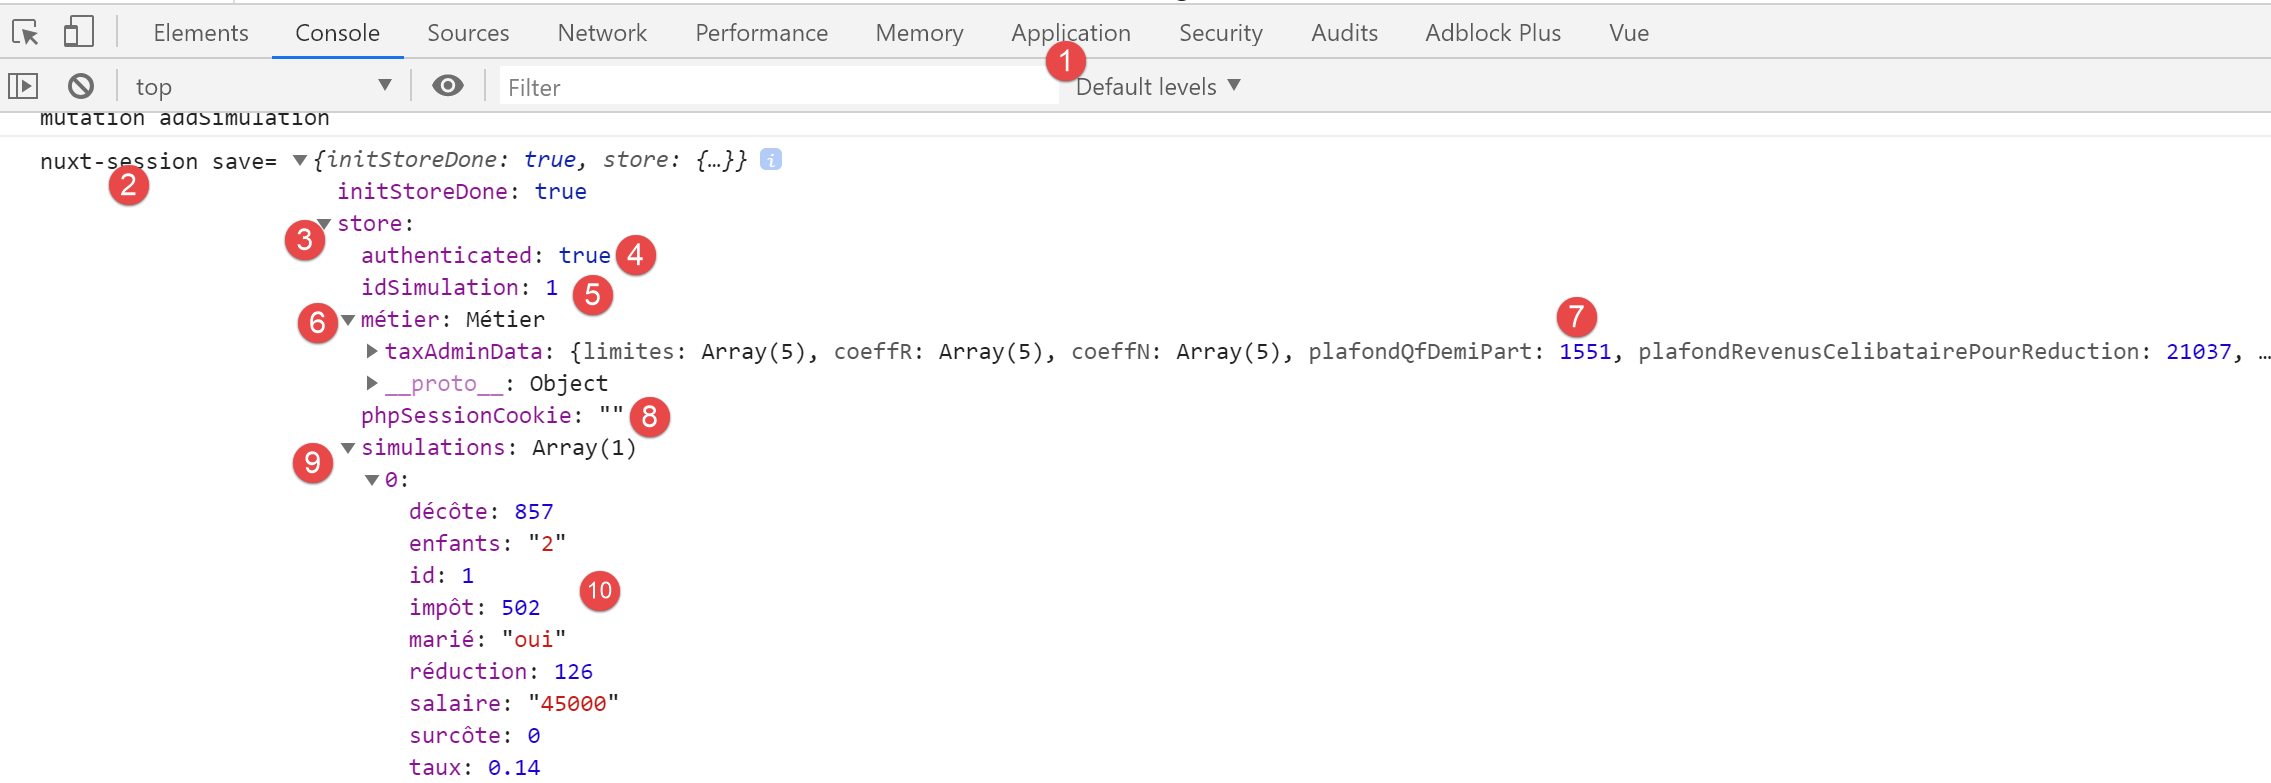 Elements Console Sources Network Performance Memory Application Security Audits Adblock Plus Vue
1
top Filter Default levels
mutation addSimulation
nuxt-session save= {initStoreDone: true, store: {…}} i
2
initStoreDone: true
3 store:
authenticated: true 4
idSimulation: 1 5
6 métier: Métier 7
taxAdminData: {limites: Array(5), coeffR: Array(5), coeffN: Array(5), plafondQfDemiPart: 1551, plafondRevenusCelibatairePourReduction: 21037, …
__proto__: Object
phpSessionCookie: "" 8
9 simulations: Array(1)
0:
décôte: 857
enfants: "2"
id: 1
10
impôt: 502
marié: "oui"
réduction: 126
salaire: "45000"
surcôte: 0
taux: 0.14